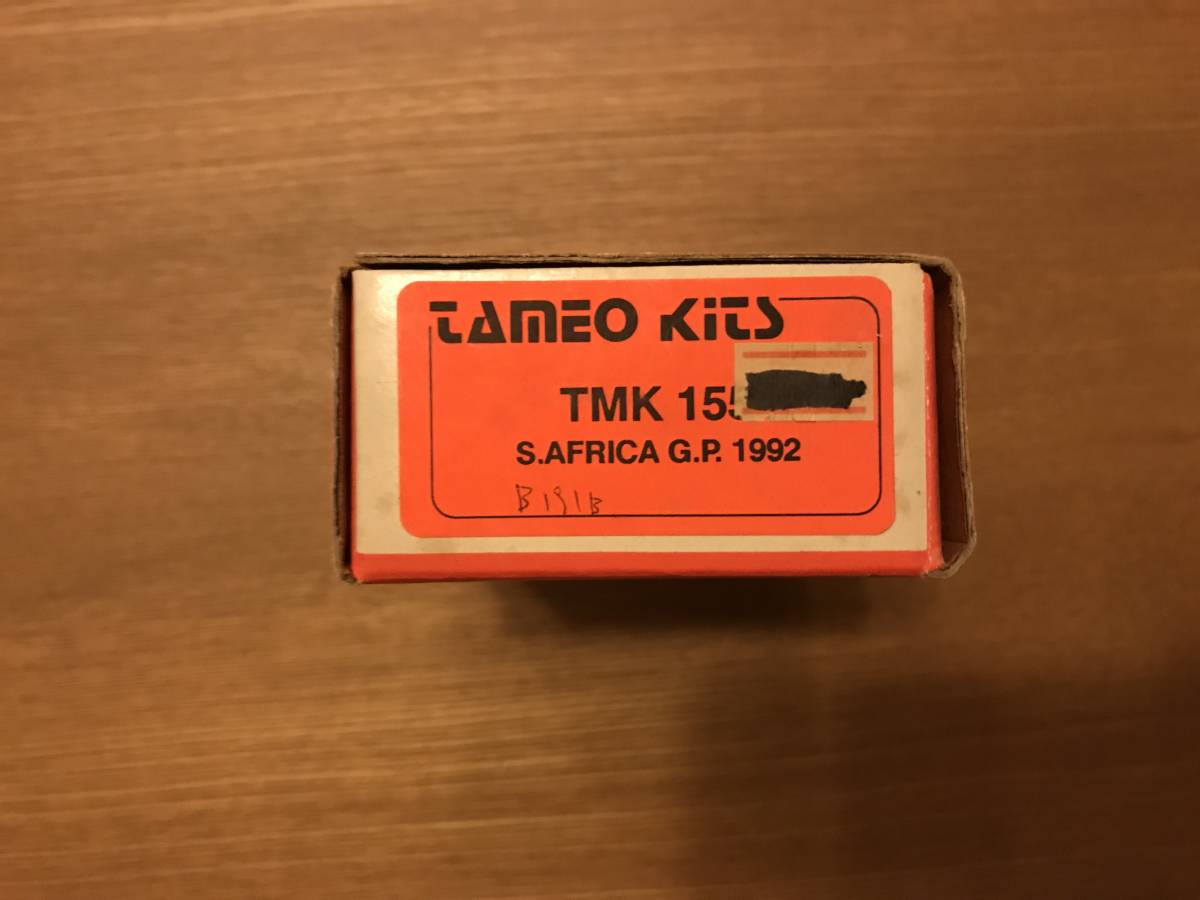 TAMEO KITS
TMK 155
S.AFRICA G.P. 1992
B191B